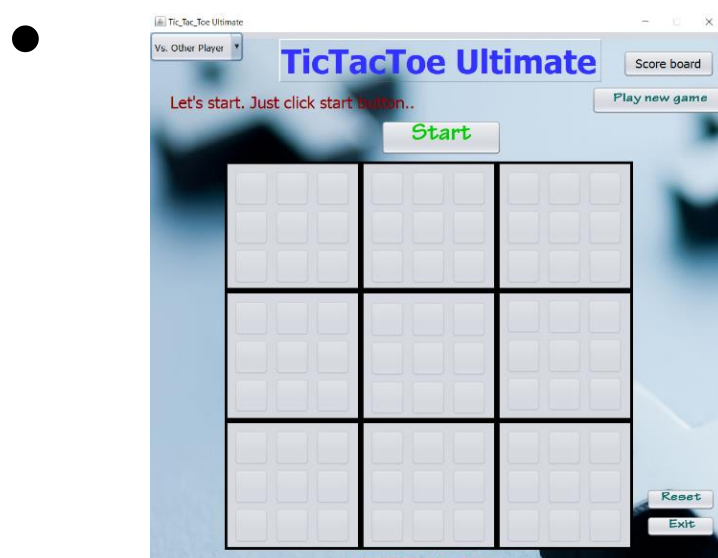 Tic_Tac_Toe Ultimate
Vs. Other Player
TicTacToe Ultimate
Score board
Let's start. Just click start button..
Play new game
Start
Reset
Exit